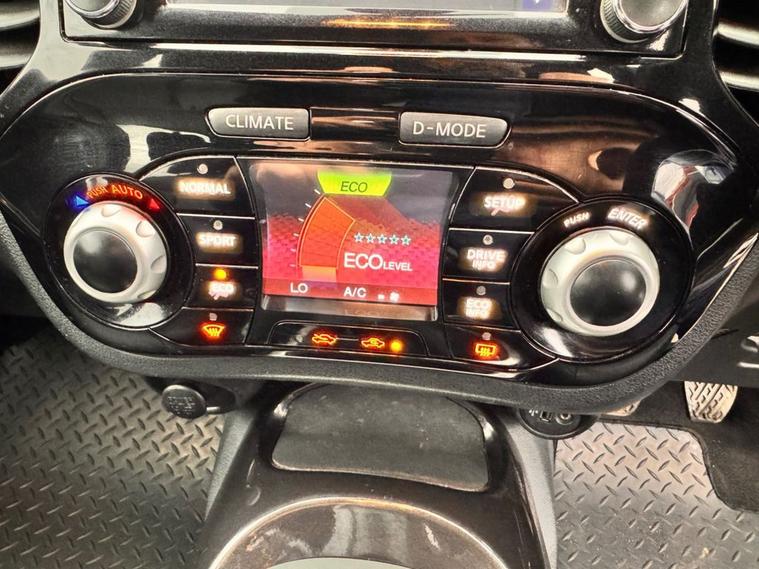 CLIMATE
D-MODE
PUSH AUTO
NORMAL
SPORT
ECO
ECO
ECO LEVEL
LO
A/C
SETUP
DRIVE
INFO
ECO
INFO
PUSH
ENTER